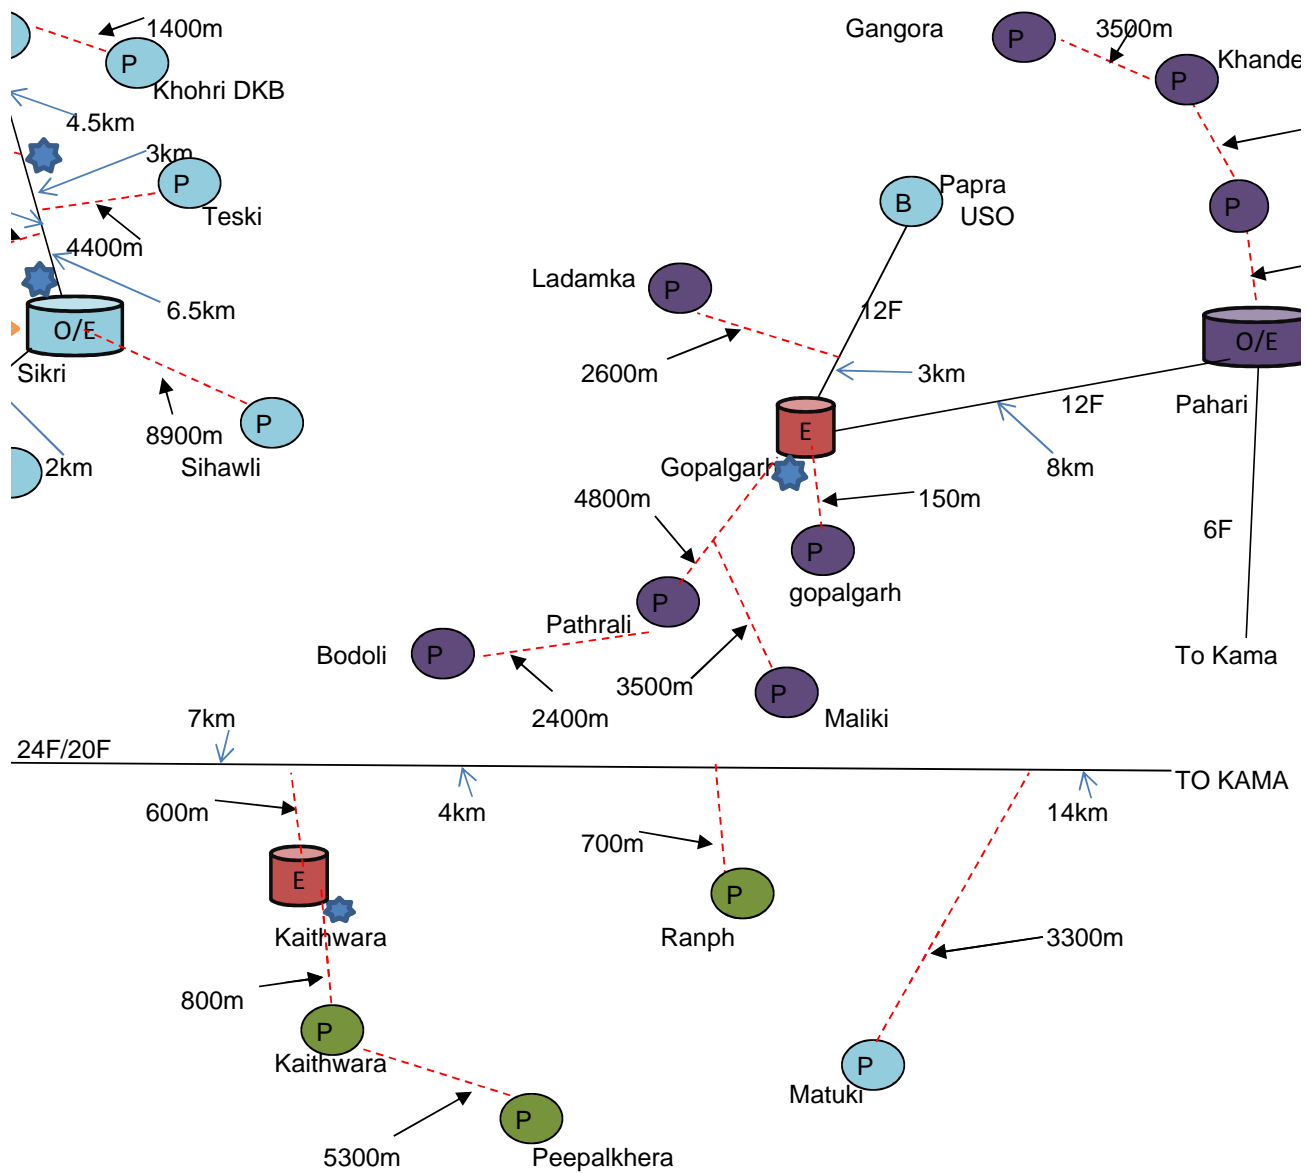 1400m
P
Khohri DKB
4.5km
3km
P
Teski
4400m
6.5km
O/E
Sikri
8900m
P
Sihawli
2km
Gangora
P
3500m
P
Khande
P
B
Papra
USO
Ladamka
P
12F
2600m
3km
O/E
Pahari
12F
8km
E
Gopalgarh
4800m
150m
P
gopalgarh
6F
To Kama
P
Pathrali
Bodoli
P
2400m
3500m
P
Maliki
7km
24F/20F
TO KAMA
600m
4km
14km
E
Kaithwara
700m
P
Ranph
3300m
800m
P
Kaithwara
P
Matuki
5300m
P
Peepalkhera